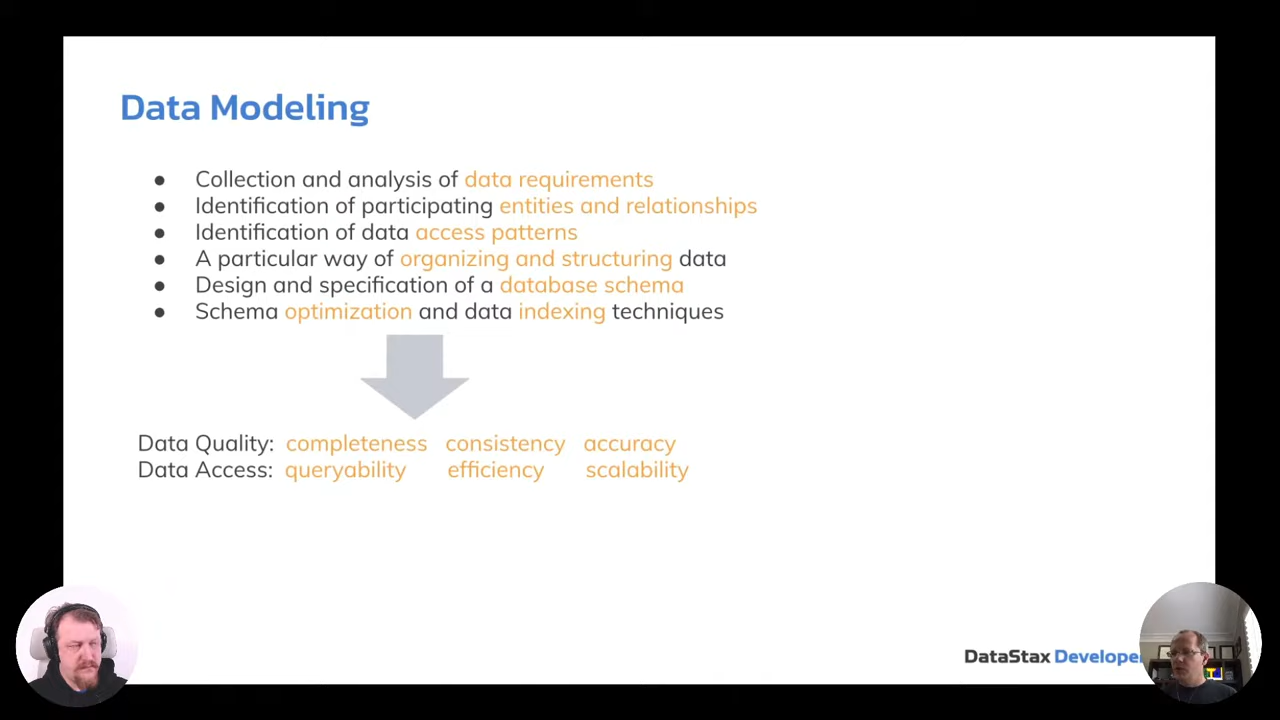 Data Modeling
● Collection and analysis of data requirements
● Identification of participating entities and relationships
● Identification of data access patterns
● A particular way of organizing and structuring data
● Design and specification of a database schema
● Schema optimization and data indexing techniques
Data Quality: completeness consistency accuracy
Data Access: queryability efficiency scalability
DataStax Developer